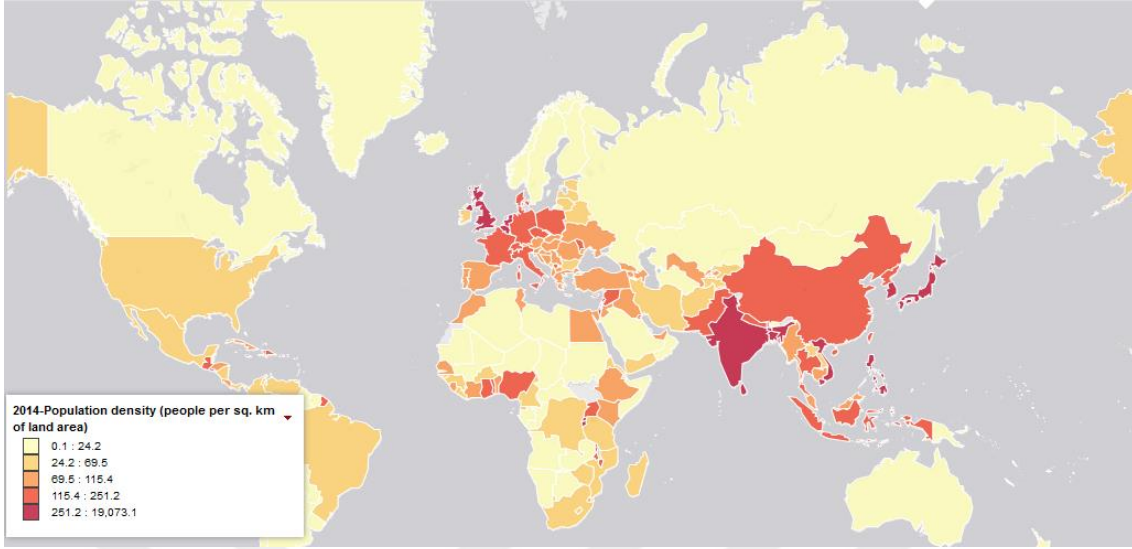 2014-Population density (people per sq. km
of land area)
0.1 : 24.2
24.2 : 69.5
69.5 : 115.4
115.4 : 251.2
251.2 : 19,073.1